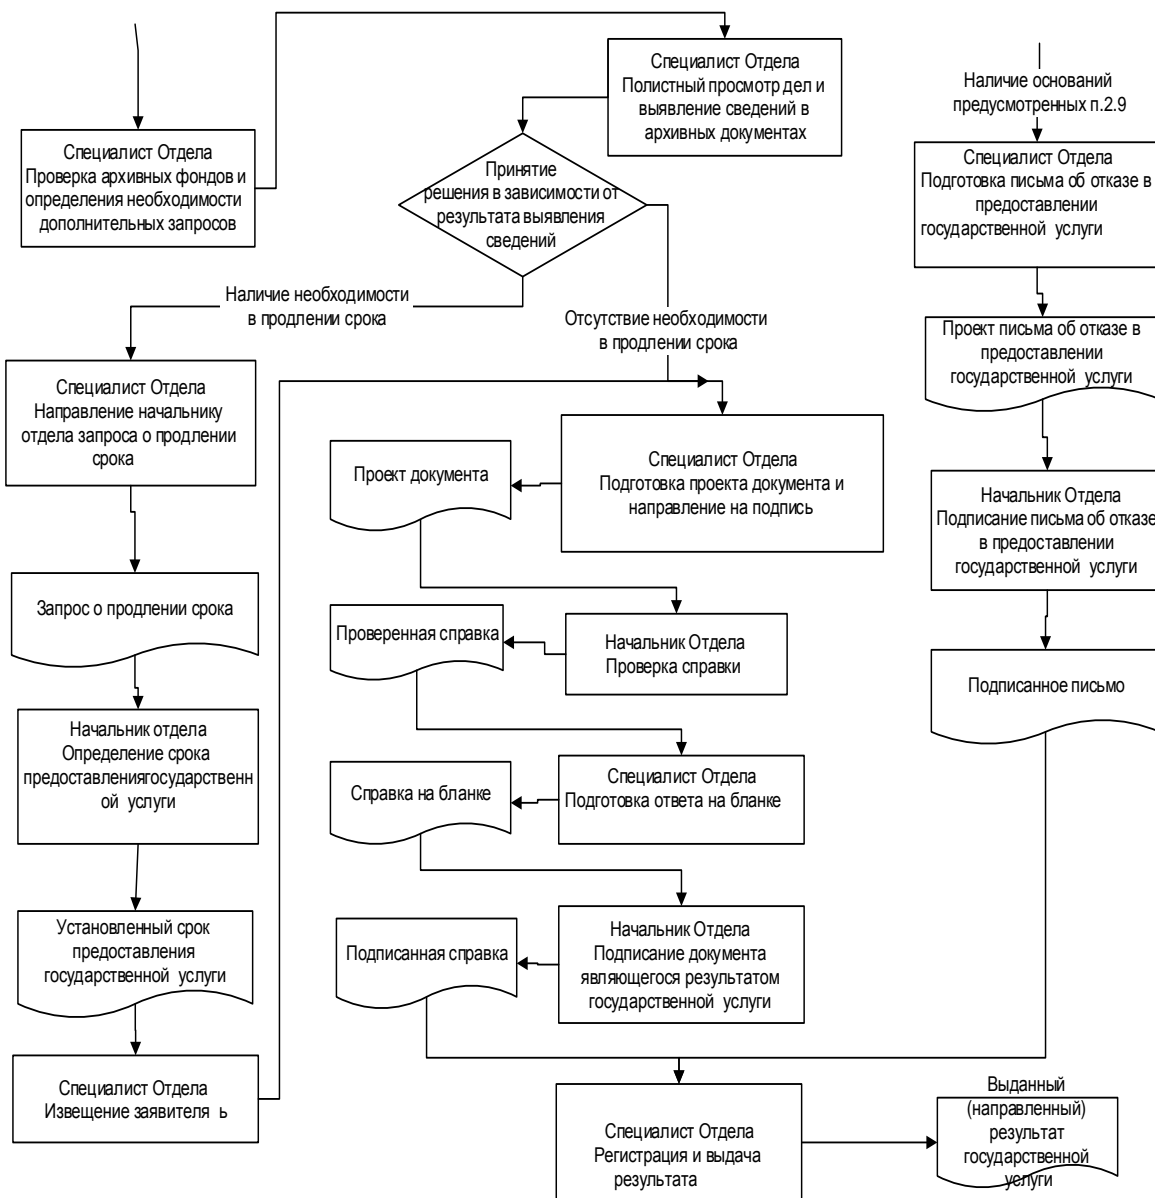 Специалист Отдела
Полистный просмотр дел и
выявление сведений в
архивных документах
Наличие оснований
предусмотренных п.2.9
Специалист Отдела
Проверка архивных фондов и
определения необходимости
дополнительных запросов
Принятие
решения в зависимости от
результата выявления
сведений
Специалист Отдела
Подготовка письма об отказе в
предоставлении
государственной услуги
Наличие необходимости
в продлении срока
Отсутствие необходимости
в продлении срока
Проект письма об отказе в
предоставлении
государственной услуги
Специалист Отдела
Направление начальнику
отдела запроса о продлении
срока
Проект документа
Специалист Отдела
Подготовка проекта документа и
направление на подпись
Начальник Отдела
Подписание письма об отказе
в предоставлении
государственной услуги
Запрос о продлении срока
Проверенная справка
Начальник Отдела
Проверка справки
Подписанное письмо
Начальник отдела
Определение срока
предоставлениягосударственн
ой услуги
Справка на бланке
Специалист Отдела
Подготовка ответа на бланке
Установленный срок
предоставления
государственной услуги
Подписанная справка
Начальник Отдела
Подписание документа
являющегося результатом
государственной услуги
Специалист Отдела
Извещение заявителя ь
Специалист Отдела
Регистрация и выдача
результата
Выданный
(направленный)
результат
государственной
услуги